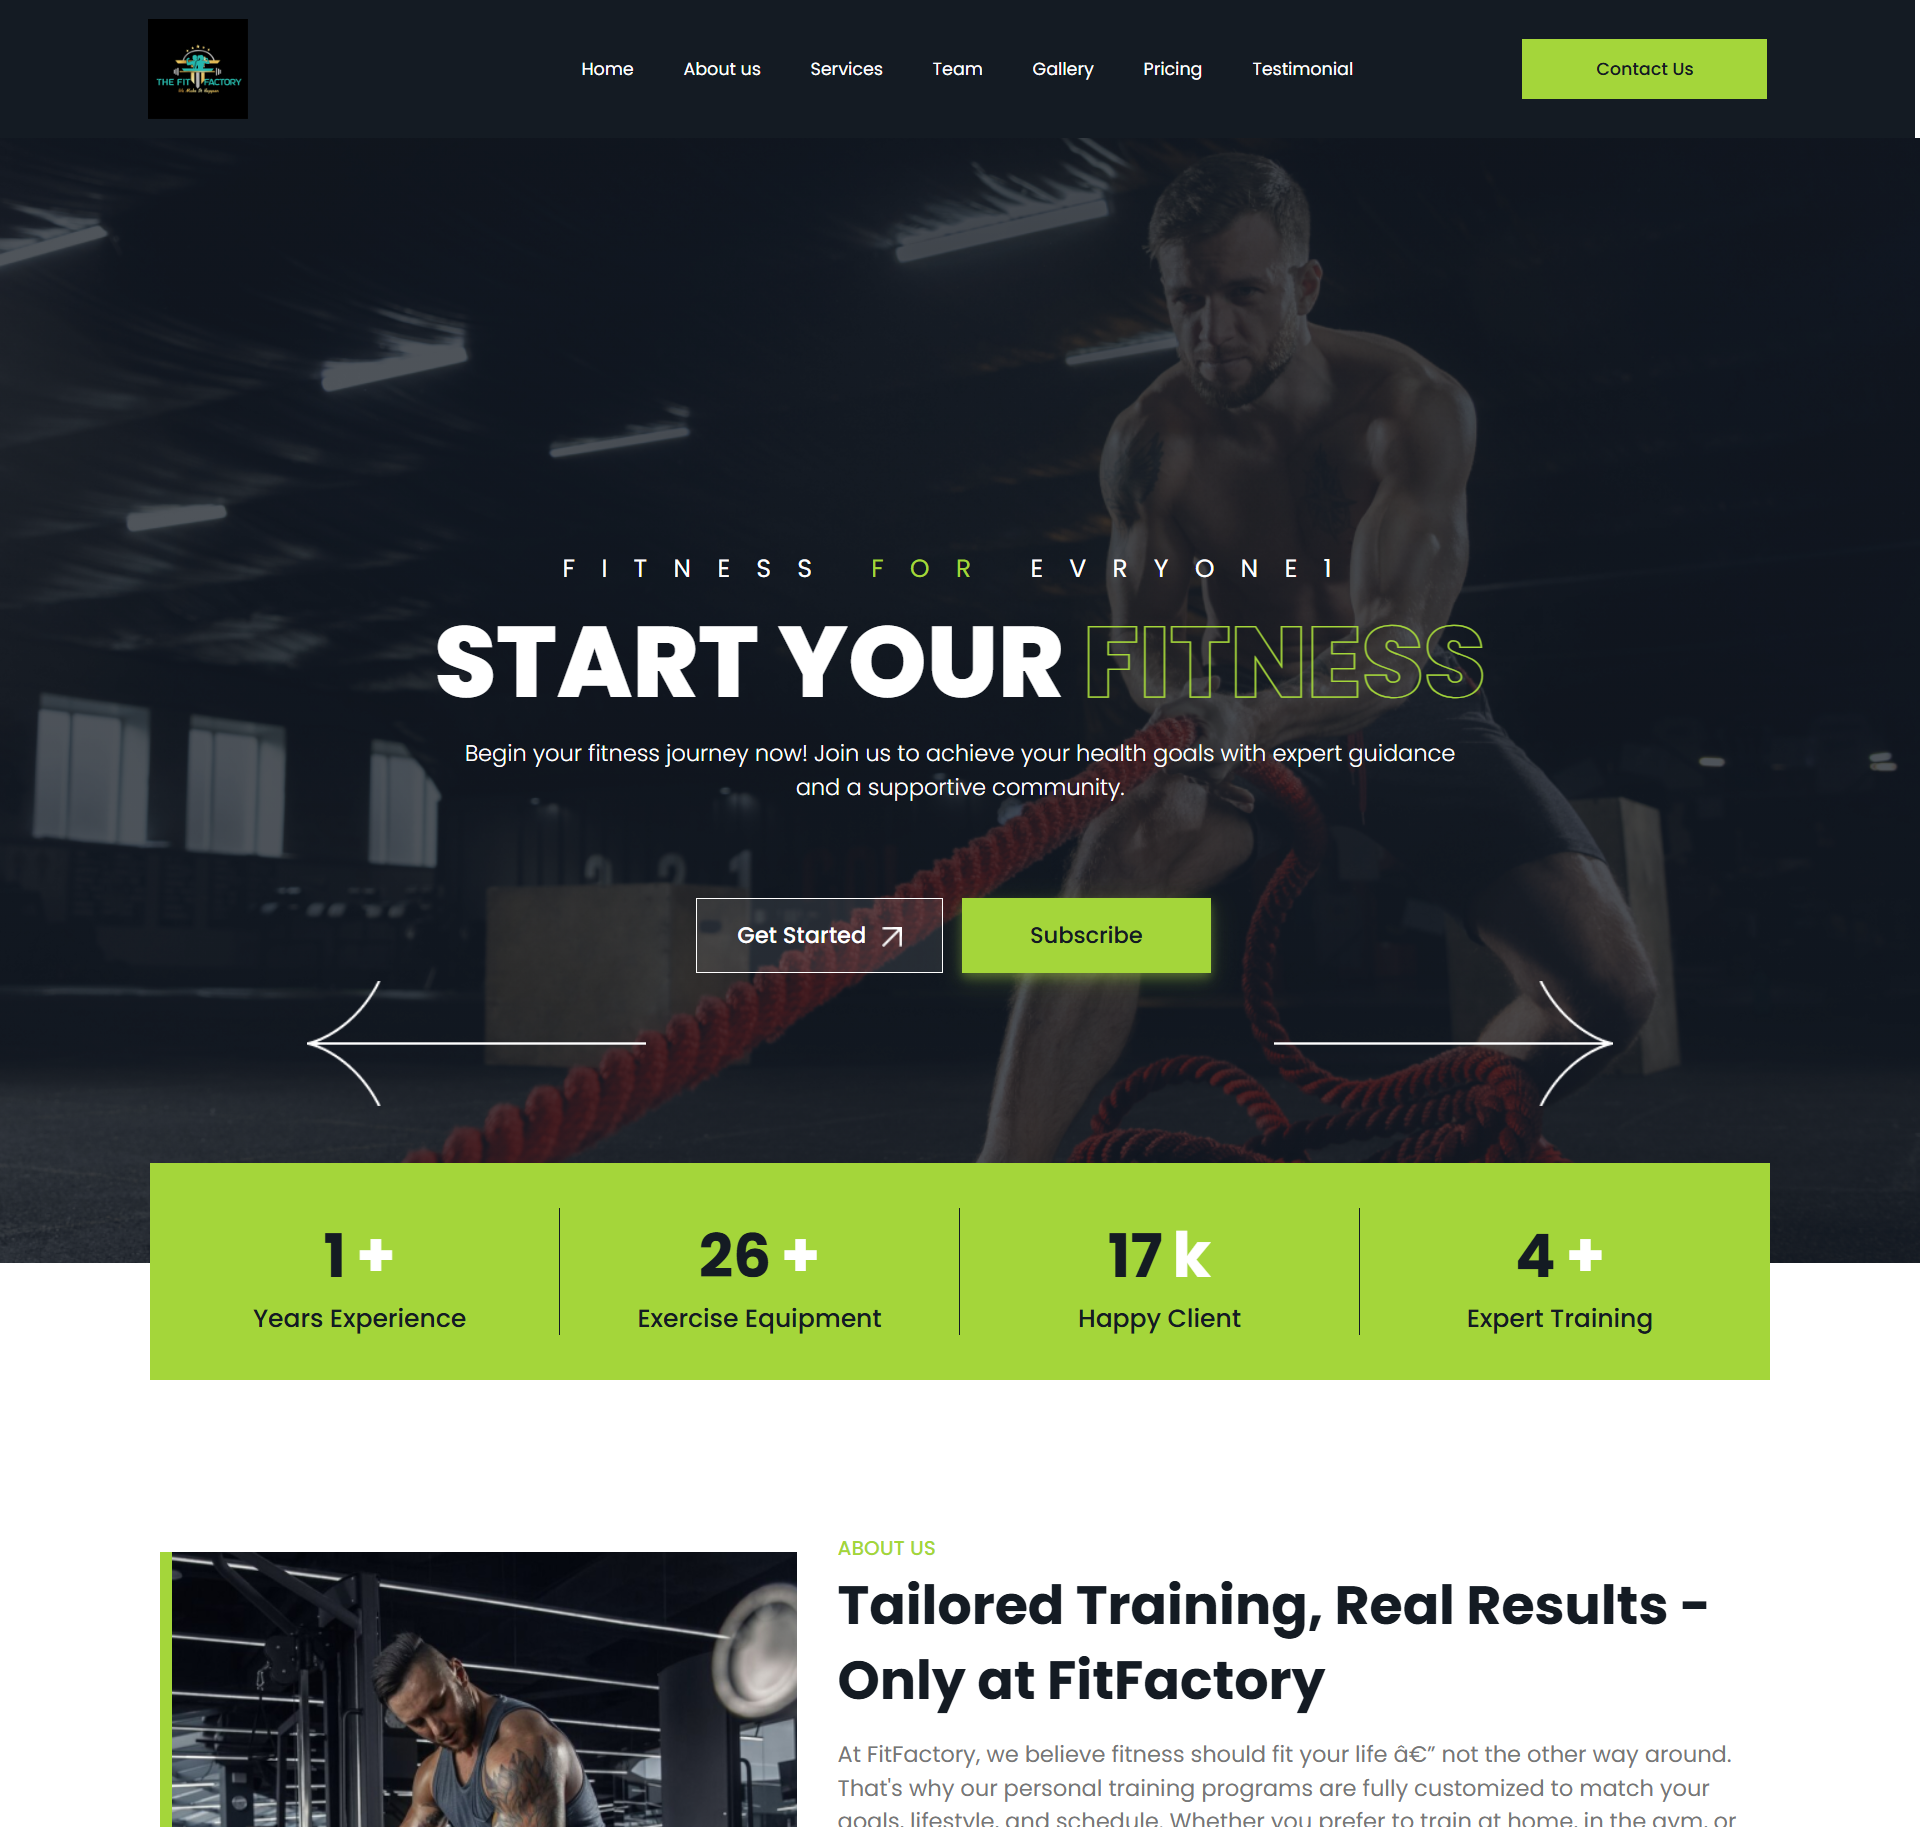 THE FIT FACTORY
We Make It Happen
Home
About us
Services
Team
Gallery
Pricing
Testimonial
Contact Us
FITNESS FOR EVRYONE1
START YOUR FITNESS
Begin your fitness journey now! Join us to achieve your health goals with expert guidance
and a supportive community.
Get Started
Subscribe
1 +
Years Experience
26 +
Exercise Equipment
17 k
Happy Client
4 +
Expert Training
ABOUT US
Tailored Training, Real Results -
Only at FitFactory
At FitFactory, we believe fitness should fit your life â€” not the other way around.
That's why our personal training programs are fully customized to match your
goals, lifestyle, and schedule. Whether you prefer to train at home, in the gym, or